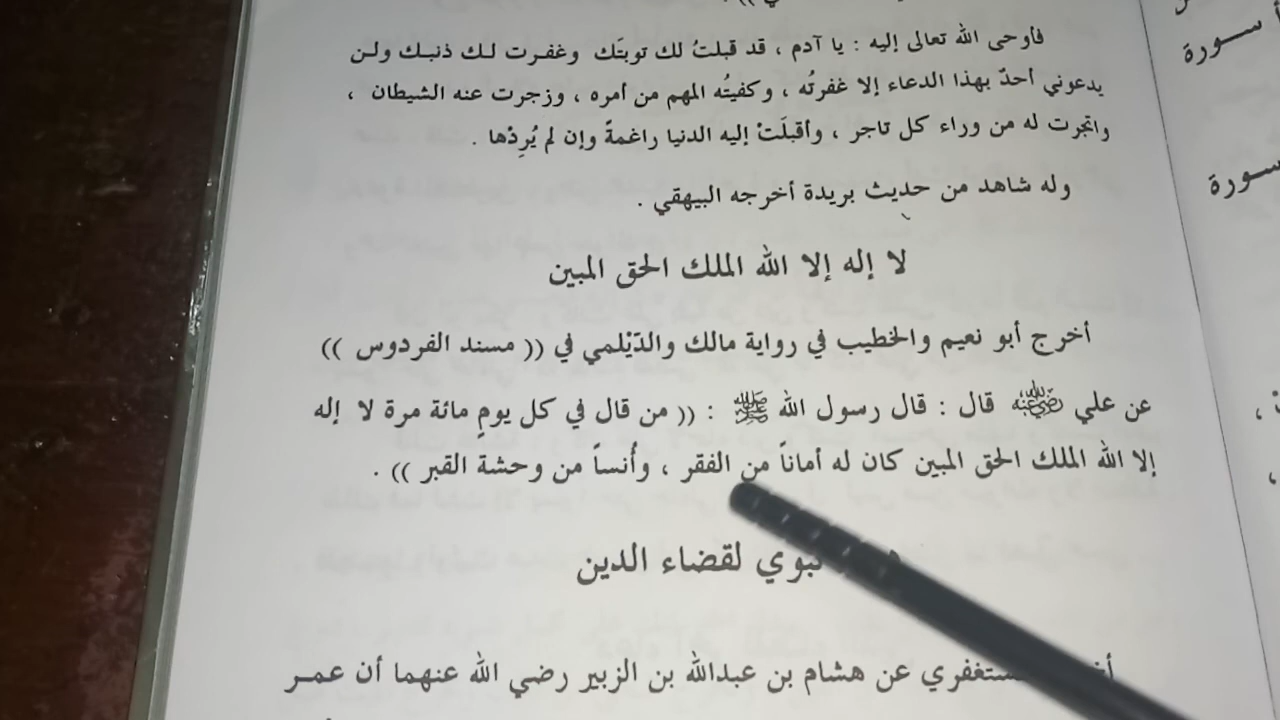 فأوحى الله تعالى إليه : يا آدم ، قد قبلتُ لك توبتَك وغفرت لك ذنبك ولن
سورة
يدعوني أحدٌ بهذا الدعاء إلا غفرتُه ، وكفيتُه المهم من أمره ، وزجرت عنه الشيطان ،
واتجرت له من وراء كل تاجر ، وأقبلَتْ إليه الدنيا راغمةً وإن لم يُرِدْها .
سورة
وله شاهد من حديث بريدة أخرجه البيهقي .
لا إله إلا الله الملك الحق المبين
أخرج أبو نعيم والخطيب في رواية مالك والدَيْلمي في (( مسند الفردوس ))
عن علي رضي الله عنه قال : قال رسول الله ﷺ : (( من قال في كل يومٍ مائة مرة لا إله
إلا الله الملك الحق المبين كان له أماناً من الفقر ، وأُنساً من وحشة القبر )) .
نبوي لقضاء الدين
عن هشام بن عبدالله بن الزبير رضي الله عنهما أن عمر